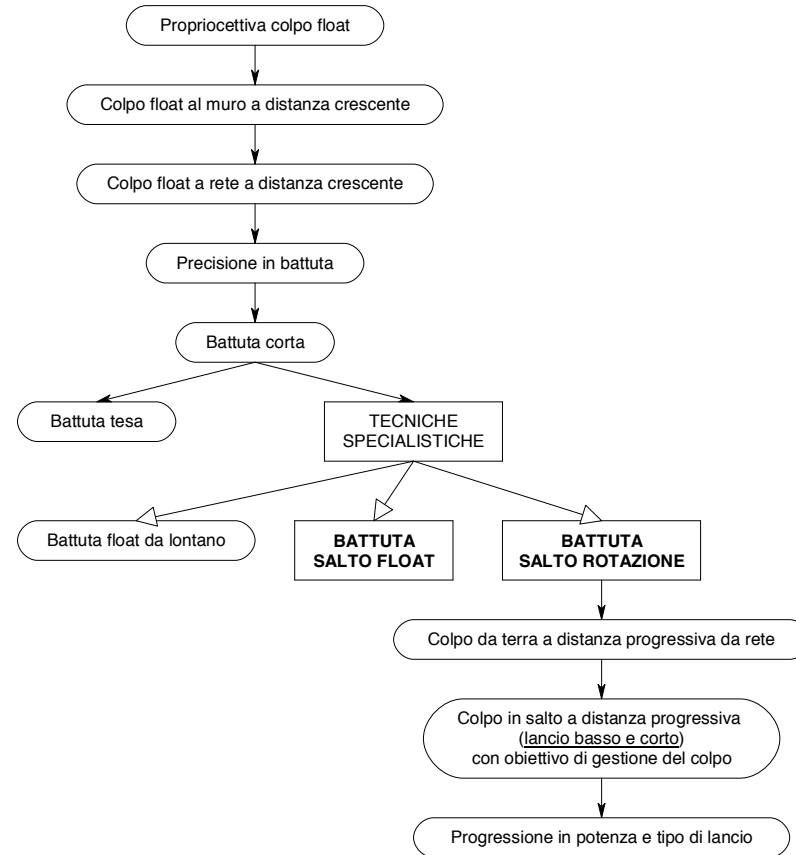 Propriocettiva colpo float
Colpo float al muro a distanza crescente
Colpo float a rete a distanza crescente
Precisione in battuta
Battuta corta
Battuta tesa
TECNICHE
SPECIALISTICHE
Battuta float da lontano
BATTUTA
SALTO FLOAT
BATTUTA
SALTO ROTAZIONE
Colpo da terra a distanza progressiva da rete
Colpo in salto a distanza progressiva
(lancio basso e corto)
con obiettivo di gestione del colpo
Progressione in potenza e tipo di lancio